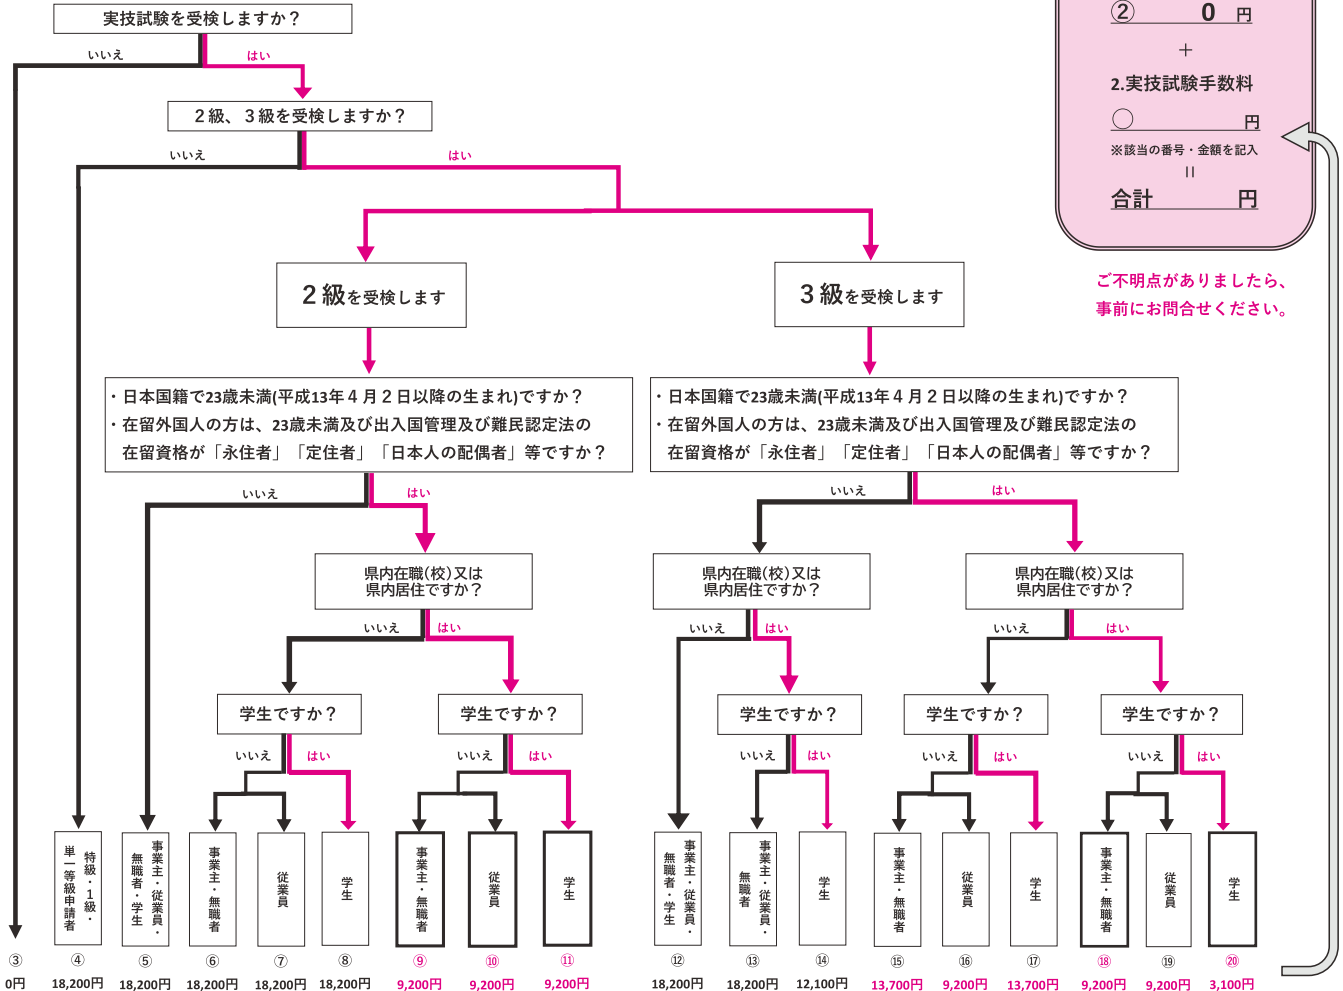 実技試験を受検しますか？
いいえ
はい
２級、３級を受検しますか？
いいえ
はい
② 0 円
＋
2.実技試験手数料
○ 円
※該当の番号・金額を記入
＝
合計 円
ご不明点がありましたら、
事前にお問合せください。
２級を受検します
３級を受検します
・日本国籍で23歳未満(平成13年４月２日以降の生まれ)ですか？
・在留外国人の方は、23歳未満及び出入国管理及び難民認定法の
在留資格が「永住者」「定住者」「日本人の配偶者」等ですか？
・日本国籍で23歳未満(平成13年４月２日以降の生まれ)ですか？
・在留外国人の方は、23歳未満及び出入国管理及び難民認定法の
在留資格が「永住者」「定住者」「日本人の配偶者」等ですか？
いいえ
はい
いいえ
はい
県内在職(校)又は
県内居住ですか？
県内在職(校)又は
県内居住ですか？
県内在職(校)又は
県内居住ですか？
いいえ
はい
いいえ
はい
いいえ
はい
学生ですか？
学生ですか？
学生ですか？
学生ですか？
学生ですか？
いいえ
はい
いいえ
はい
いいえ
はい
いいえ
はい
いいえ
はい
特級・１級・
単一等級申請者
事業主・従業員・
無職者・学生
事業主・無職者
従業員
学生
事業主・無職者
従業員
学生
事業主・従業員・
無職者・学生
事業主・従業員・
無職者
学生
事業主・無職者
従業員
学生
事業主・無職者
従業員
学生
③ ④ ⑤ ⑥ ⑦ ⑧ ⑨ ⑩ ⑪ ⑫ ⑬ ⑭ ⑮ ⑯ ⑰ ⑱ ⑲ ⑳
0円 18,200円 18,200円 18,200円 18,200円 18,200円 9,200円 9,200円 9,200円 18,200円 18,200円 12,100円 13,700円 9,200円 13,700円 9,200円 9,200円 3,100円